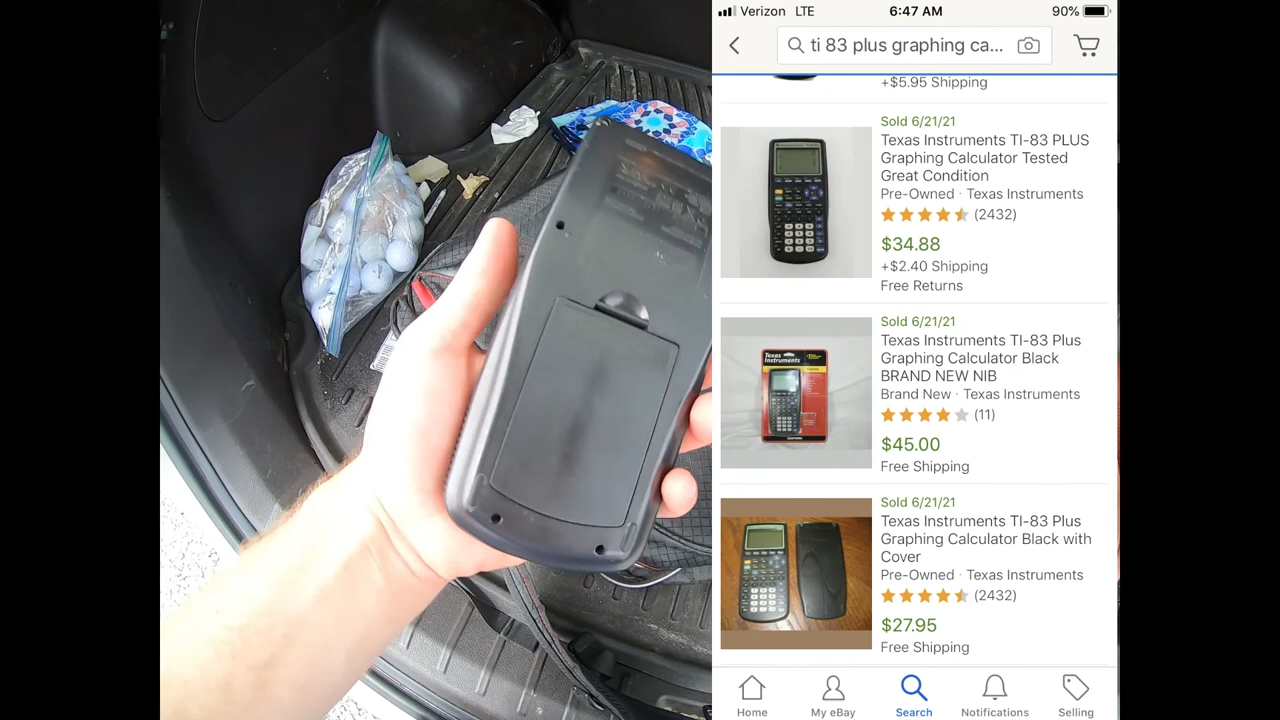 Verizon LTE 6:47 AM 90%
ti 83 plus graphing ca...
+$5.95 Shipping
Sold 6/21/21
Texas Instruments TI-83 PLUS
Graphing Calculator Tested
Great Condition
Pre-Owned · Texas Instruments
(2432)
$34.88
+$2.40 Shipping
Free Returns
Sold 6/21/21
Texas Instruments TI-83 Plus
Graphing Calculator Black
BRAND NEW NIB
Brand New · Texas Instruments
(11)
$45.00
Free Shipping
Texas
Instruments
Sold 6/21/21
Texas Instruments TI-83 Plus
Graphing Calculator Black with
Cover
Pre-Owned · Texas Instruments
(2432)
$27.95
Free Shipping
Home My eBay Search Notifications Selling